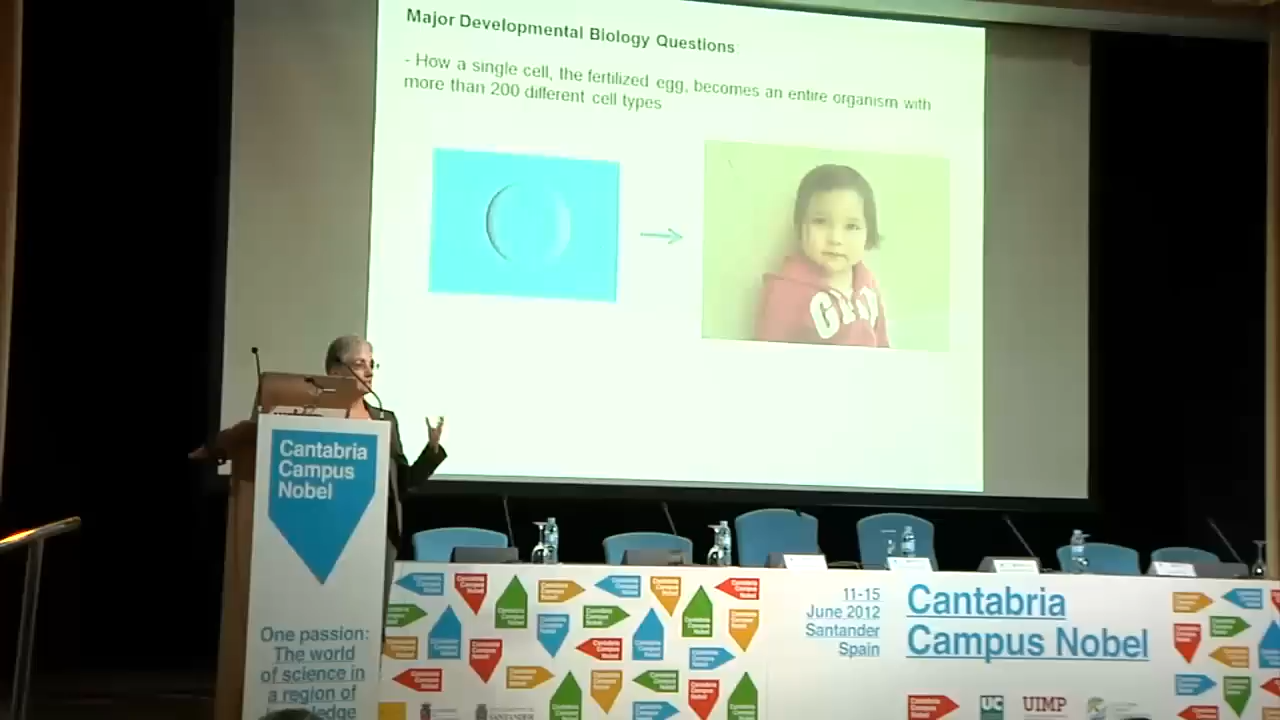 Major Developmental Biology Questions
- How a single cell, the fertilized egg, becomes an entire organism with
more than 200 different cell types
Cantabria
Campus
Nobel
One passion:
The world
of science in
a region of
11-15
June 2012
Santander
Spain
Cantabria
Campus Nobel
UC
UIMP
SANTANDER